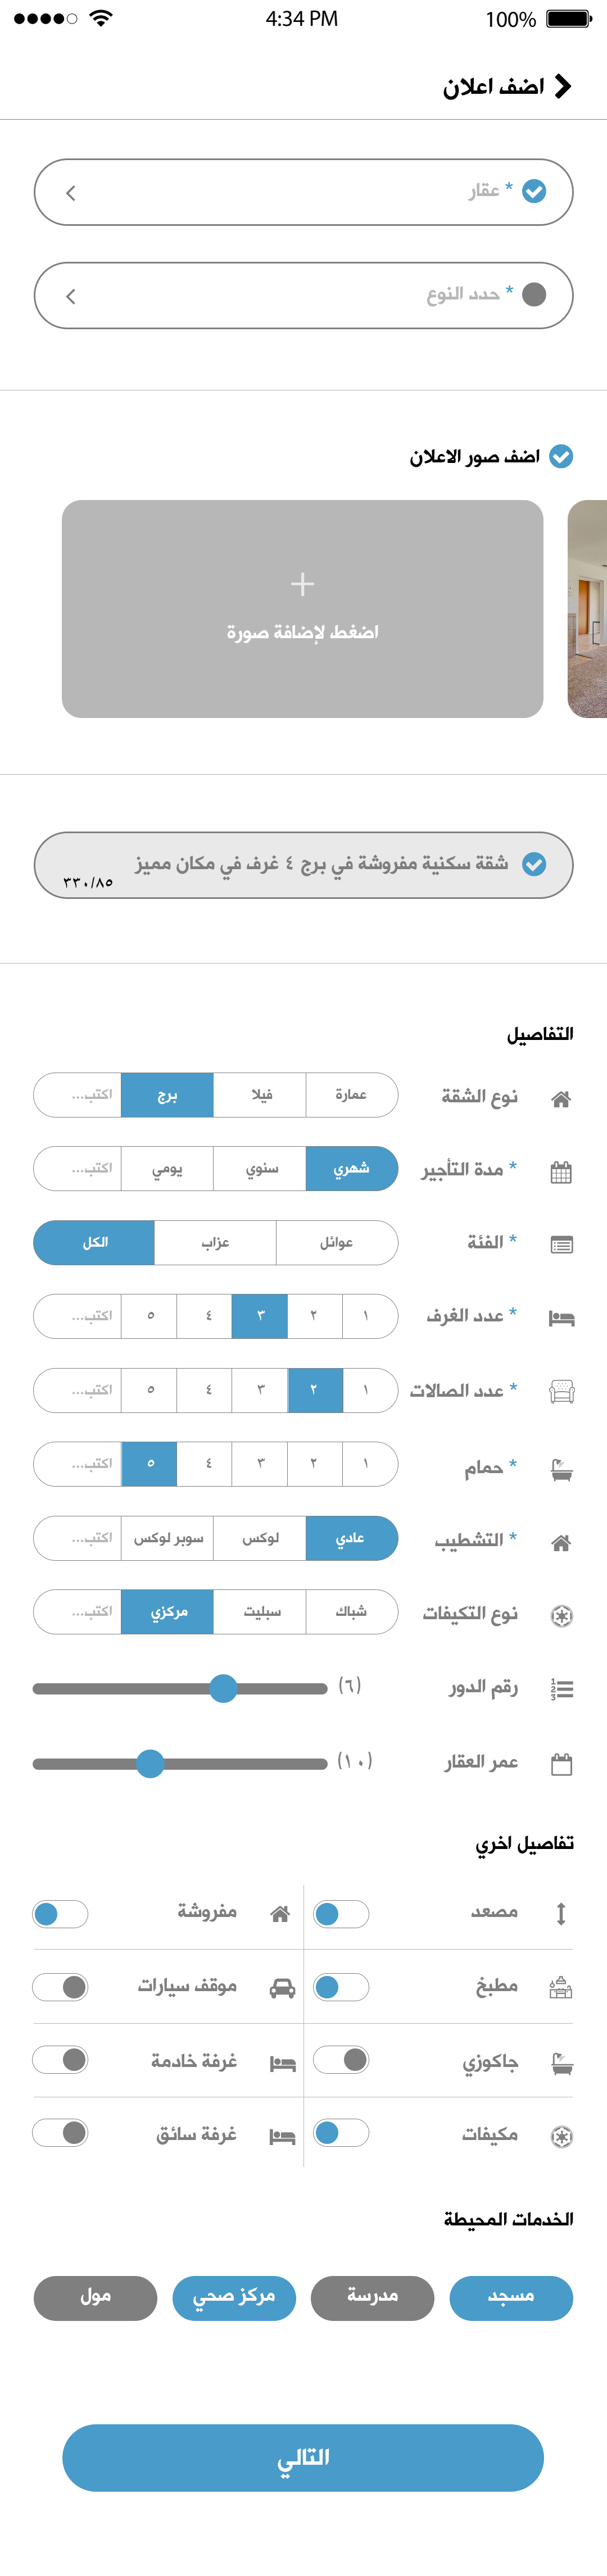 4:34 PM 100%
اضف اعلان
* عقار
* حدد النوع
اضف صور الاعلان
اضغط لإضافة صورة
شقة سكنية مفروشة في برج ٤ غرف في مكان مميز
٣٣٠/٨٥
التفاصيل
نوع الشقة عمارة فيلا برج اكتب...
* مدة التأجير شهري سنوي يومي اكتب...
* الفئة عوائل عزاب الكل
* عدد الغرف ١ ٢ ٣ ٤ ٥ اكتب...
* عدد الصالات ١ ٢ ٣ ٤ ٥ اكتب...
* حمام ١ ٢ ٣ ٤ ٥ اكتب...
* التشطيب عادي لوكس سوبر لوكس اكتب...
نوع التكيفات شباك سبليت مركزي اكتب...
رقم الدور (٦)
عمر العقار (١٠)
تفاصيل اخري
مصعد مفروشة
مطبخ موقف سيارات
جاكوزي غرفة خادمة
مكيفات غرفة سائق
الخدمات المحيطة
مسجد مدرسة مركز صحي مول
التالي